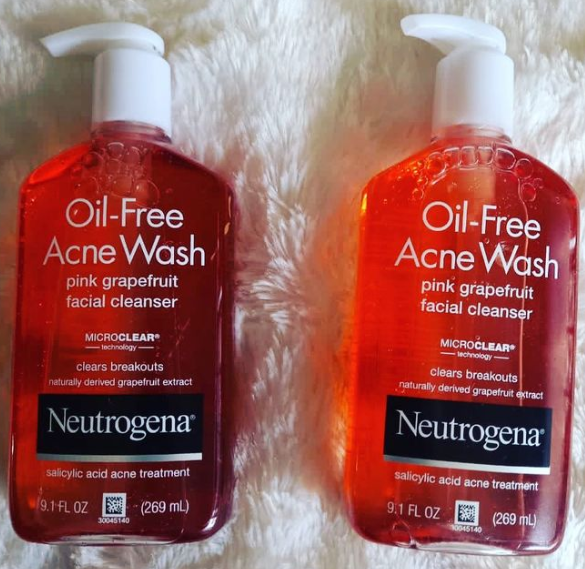 Oil-Free
Acne Wash
pink grapefruit
facial cleanser
MICROCLEAR®
technology
clears breakouts
naturally derived grapefruit extract
Neutrogena®
salicylic acid acne treatment
9.1 FL OZ (269 mL)
30045140
Oil-Free
Acne Wash
pink grapefruit
facial cleanser
MICROCLEAR®
technology
clears breakouts
naturally derived grapefruit extract
Neutrogena®
salicylic acid acne treatment
9.1 FL OZ (269 mL)
30045140